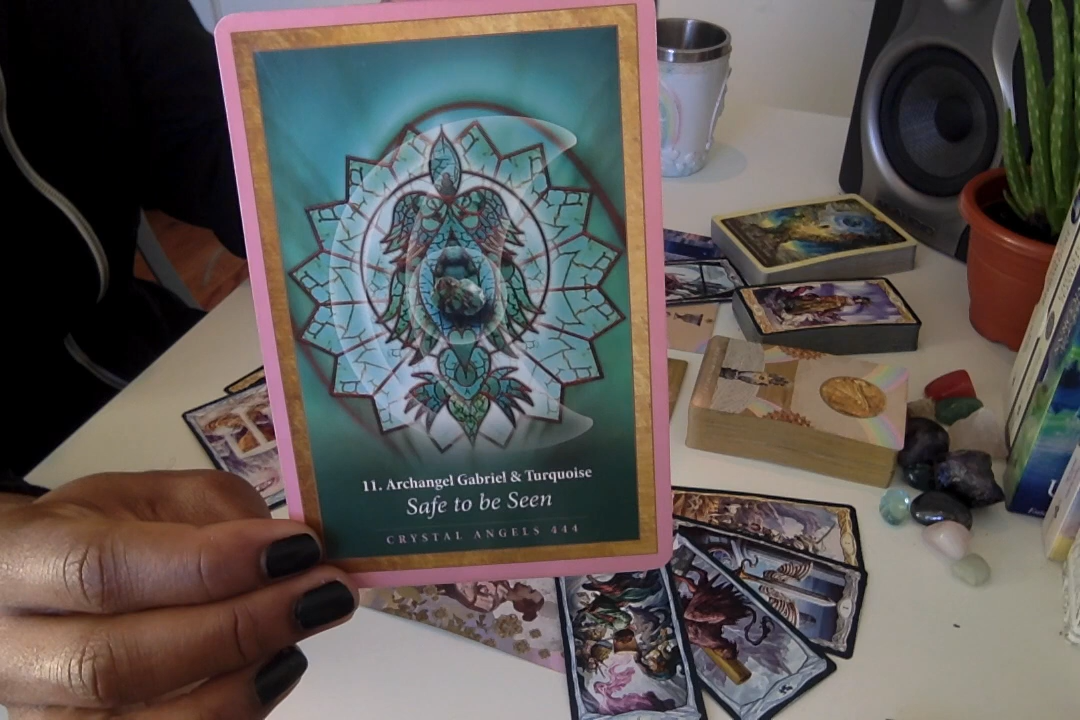 11. Archangel Gabriel & Turquoise
Safe to be Seen
CRYSTAL ANGELS 444